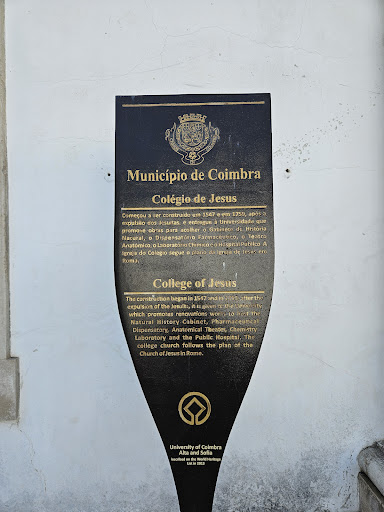 Município de Coimbra
Colégio de Jesus
Começou a ser construído em 1547 e em 1759, após a
expulsão dos Jesuítas, é entregue à Universidade que
promove obras para acolher o Gabinete de História
Natural, o Dispensatório Farmacêutico, o Teatro
Anatómico, o Laboratório Chimico e o Hospital Público. A
Igreja do Colégio segue o plano da Igreja de Jesus em
Roma.
College of Jesus
The construction began in 1547 and in 1759, after the
expulsion of the Jesuits, it is given to the University
which promotes renovations works to host the
Natural History Cabinet, Pharmaceutical
Dispensatory, Anatomical Theater, Chemistry
Laboratory and the Public Hospital. The
college church follows the plan of the
Church of Jesus in Rome.
University of Coimbra
Alta and Sofia
Inscribed on the World Heritage
List in 2013